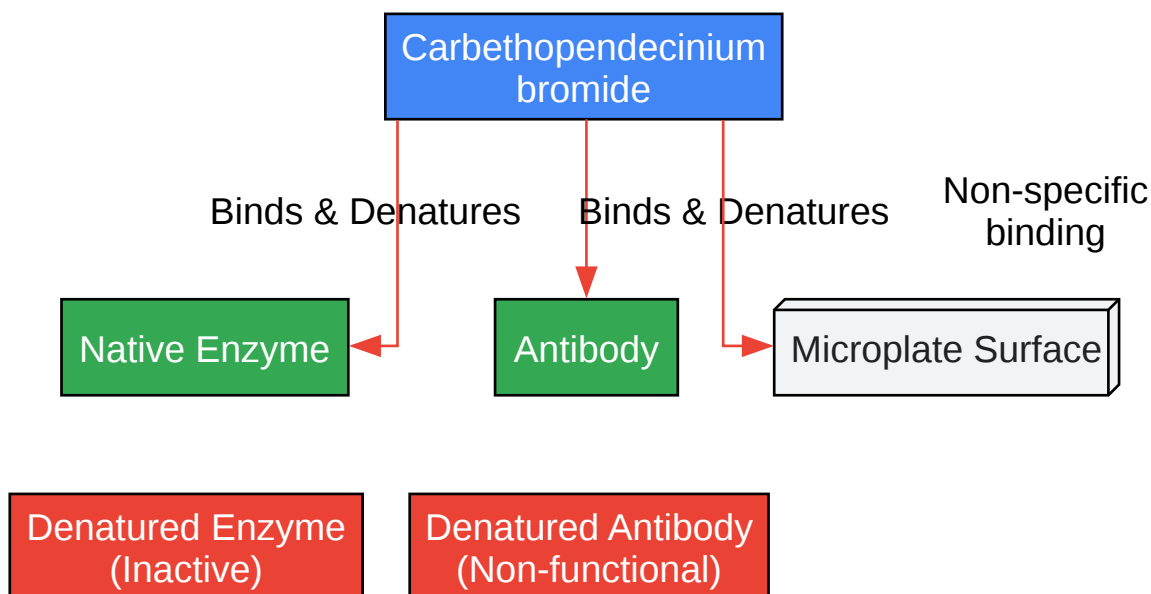 Carbethopendecinium
bromide
Binds & Denatures
Binds & Denatures
Non-specific
binding
Native Enzyme
Antibody
Microplate Surface
Denatured Enzyme
(Inactive)
Denatured Antibody
(Non-functional)